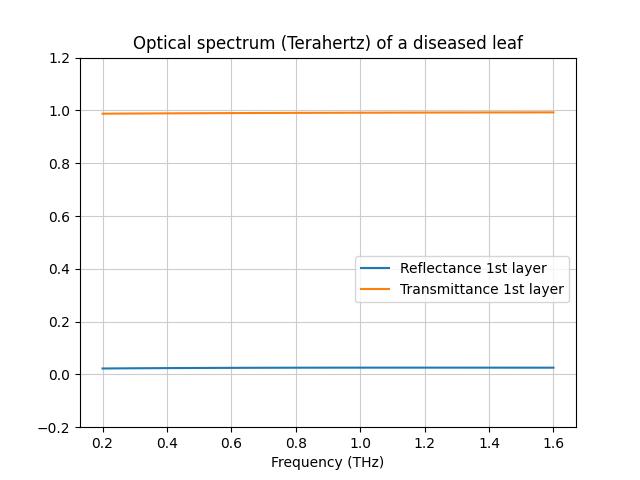 Optical spectrum (Terahertz) of a diseased leaf
1.2
1.0
0.8
0.6
0.4
0.2
0.0
−0.2
Reflectance 1st layer
Transmittance 1st layer
0.2 0.4 0.6 0.8 1.0 1.2 1.4 1.6
Frequency (THz)